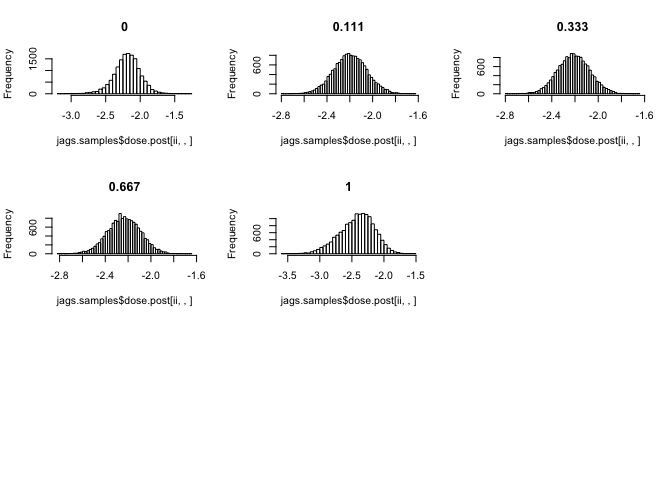 0
Frequency
0 1500
-3.0 -2.5 -2.0 -1.5
jags.samples$dose.post[ii, , ]
0.111
Frequency
0 600
-2.8 -2.4 -2.0 -1.6
jags.samples$dose.post[ii, , ]
0.333
Frequency
0 600
-2.8 -2.4 -2.0 -1.6
jags.samples$dose.post[ii, , ]
0.667
Frequency
0 600
-2.8 -2.4 -2.0 -1.6
jags.samples$dose.post[ii, , ]
1
Frequency
0 600
-3.5 -3.0 -2.5 -2.0 -1.5
jags.samples$dose.post[ii, , ]